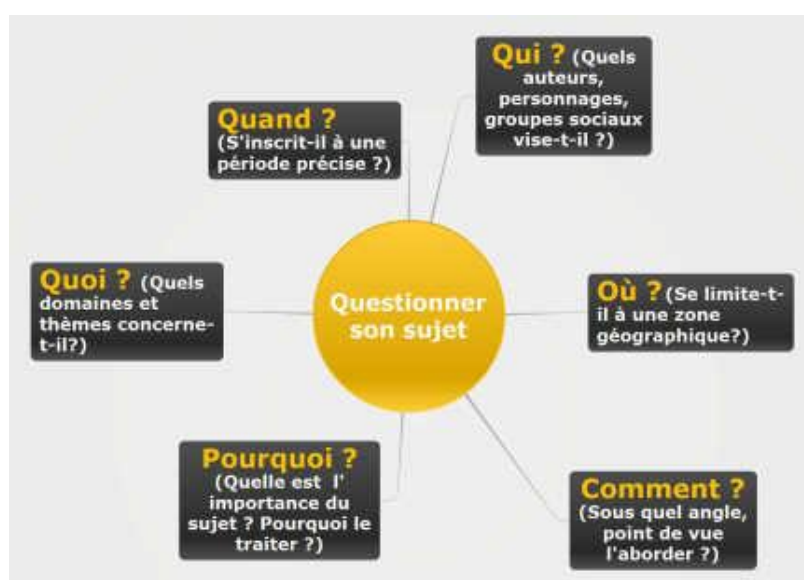 Qui ? (Quels
auteurs,
personnages,
groupes sociaux
vise-t-il ?)
Quand ?
(S'inscrit-il à une
période précise ?)
Quoi ? (Quels
domaines et
thèmes concerne-
t-il?)
Questionner
son sujet
Où ? (Se limite-t-
il à une zone
géographique?)
Pourquoi ?
(Quelle est l'
importance du
sujet ? Pourquoi le
traiter ?)
Comment ?
(Sous quel angle,
point de vue
l'aborder ?)